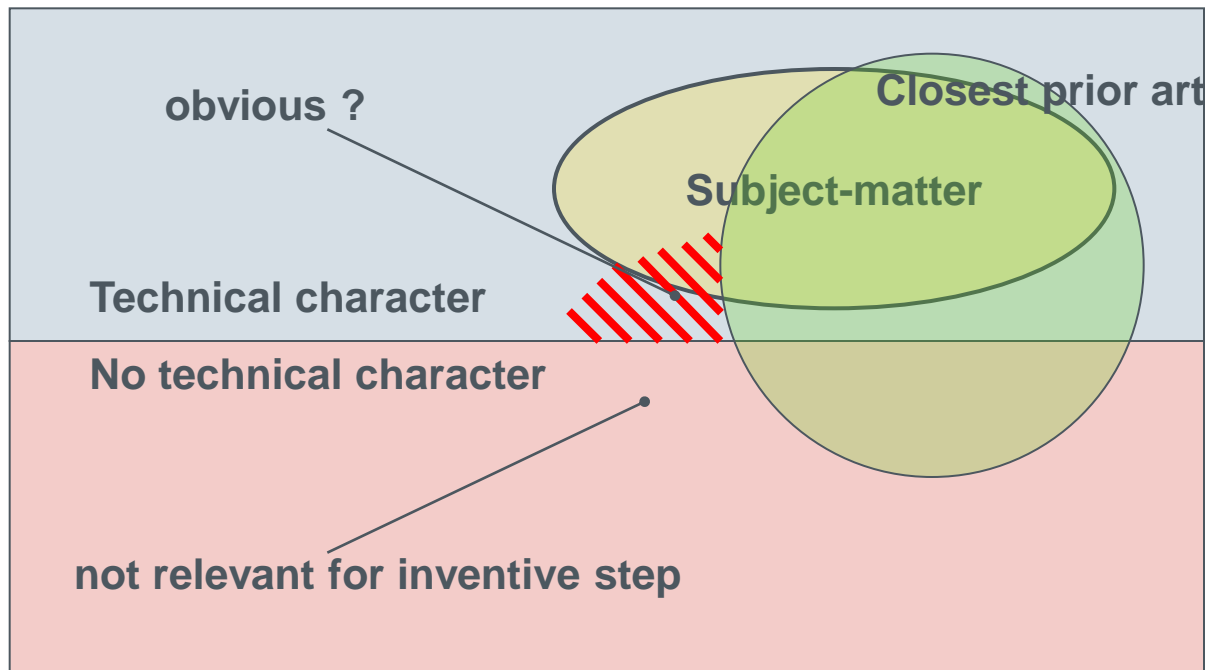 Closest prior art
obvious ?
Subject-matter
Technical character
No technical character
not relevant for inventive step